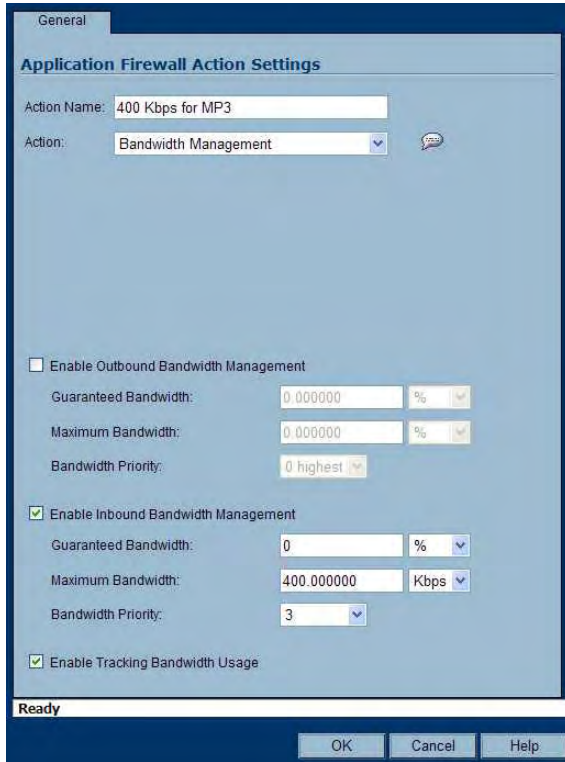 General
Application Firewall Action Settings
Action Name: 400 Kbps for MP3
Action: Bandwidth Management
Enable Outbound Bandwidth Management
Guaranteed Bandwidth: 0.000000 %
Maximum Bandwidth: 0.000000 %
Bandwidth Priority: 0 highest
Enable Inbound Bandwidth Management
Guaranteed Bandwidth: 0 %
Maximum Bandwidth: 400.000000 Kbps
Bandwidth Priority: 3
Enable Tracking Bandwidth Usage
Ready
OK Cancel Help